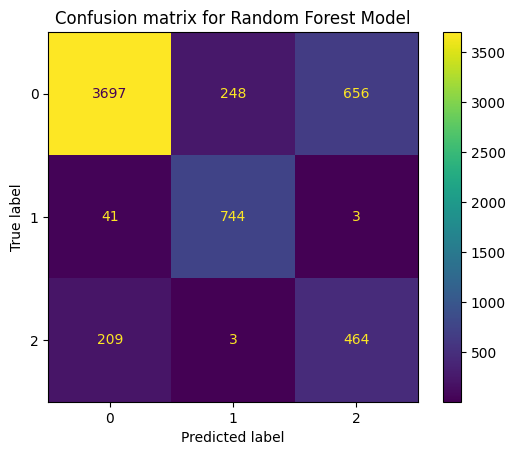 Confusion matrix for Random Forest Model
3500
0 3697 248 656
3000
2500
True label
1 41 744 3
2000
1500
1000
2 209 3 464
500
0 1 2
Predicted label